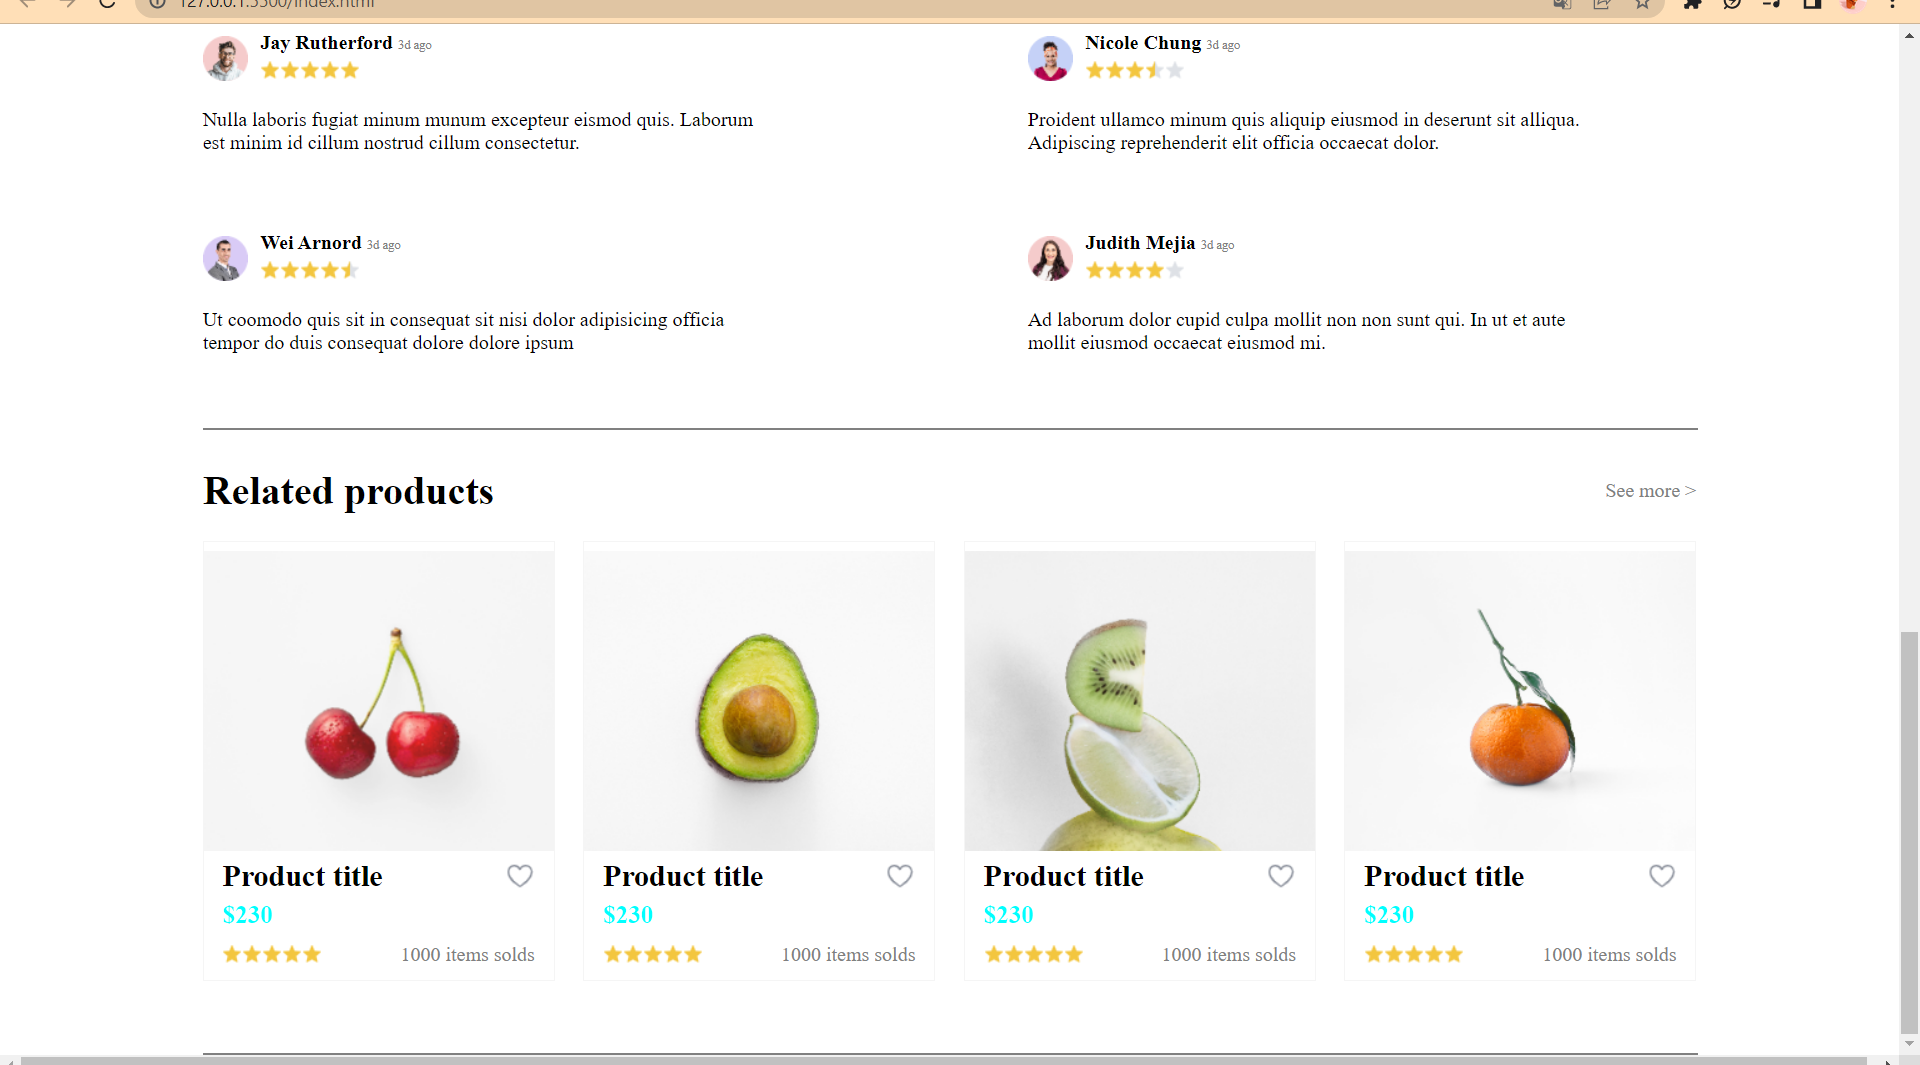 127.0.0.1:5500/index.html
Jay Rutherford 3d ago
Nulla laboris fugiat minum munum excepteur eismod quis. Laborum
est minim id cillum nostrud cillum consectetur.
Nicole Chung 3d ago
Proident ullamco minum quis aliquip eiusmod in deserunt sit alliqua.
Adipiscing reprehenderit elit officia occaecat dolor.
Wei Arnord 3d ago
Ut coomodo quis sit in consequat sit nisi dolor adipisicing officia
tempor do duis consequat dolore dolore ipsum
Judith Mejia 3d ago
Ad laborum dolor cupid culpa mollit non non sunt qui. In ut et aute
mollit eiusmod occaecat eiusmod mi.
Related products
See more >
Product title
$230
1000 items solds
Product title
$230
1000 items solds
Product title
$230
1000 items solds
Product title
$230
1000 items solds